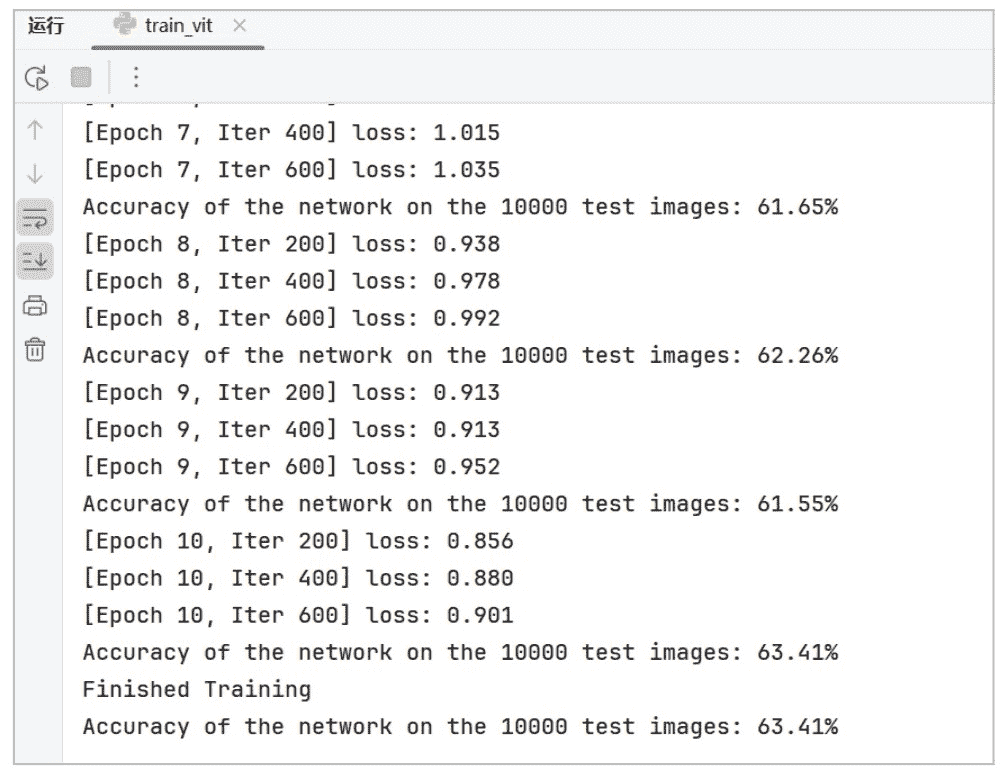 运行 train_vit
[Epoch 7, Iter 400] loss: 1.015
[Epoch 7, Iter 600] loss: 1.035
Accuracy of the network on the 10000 test images: 61.65%
[Epoch 8, Iter 200] loss: 0.938
[Epoch 8, Iter 400] loss: 0.978
[Epoch 8, Iter 600] loss: 0.992
Accuracy of the network on the 10000 test images: 62.26%
[Epoch 9, Iter 200] loss: 0.913
[Epoch 9, Iter 400] loss: 0.913
[Epoch 9, Iter 600] loss: 0.952
Accuracy of the network on the 10000 test images: 61.55%
[Epoch 10, Iter 200] loss: 0.856
[Epoch 10, Iter 400] loss: 0.880
[Epoch 10, Iter 600] loss: 0.901
Accuracy of the network on the 10000 test images: 63.41%
Finished Training
Accuracy of the network on the 10000 test images: 63.41%